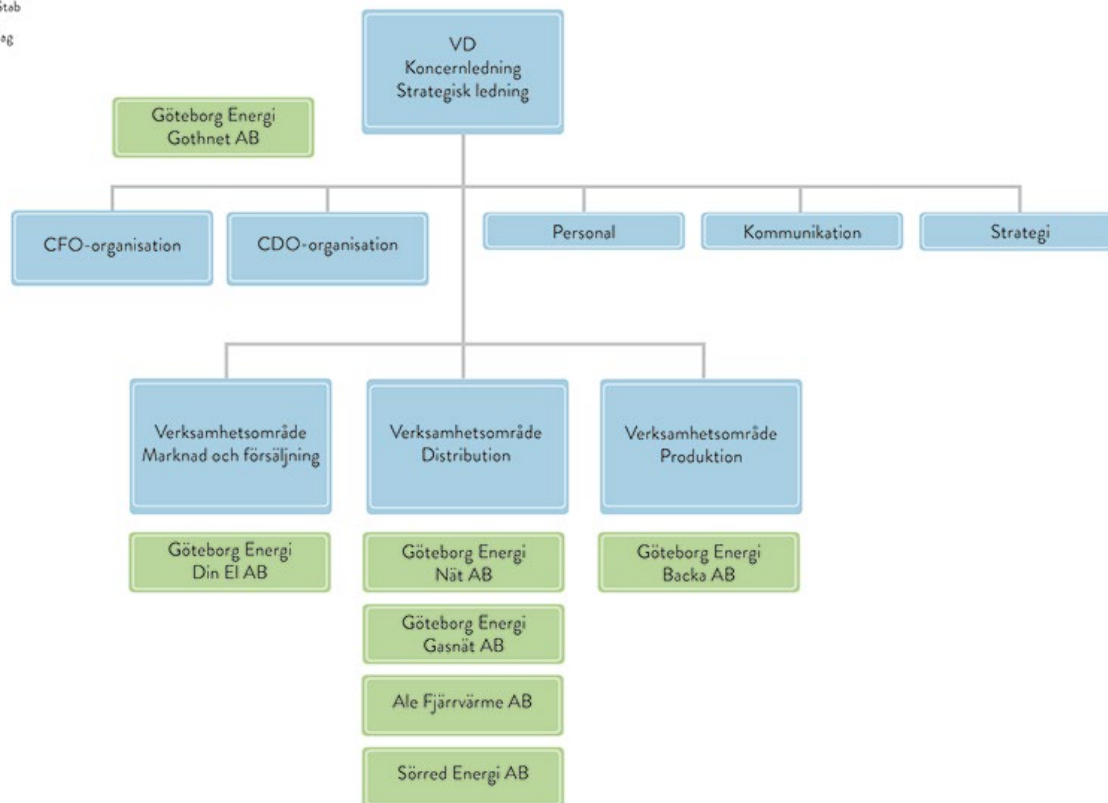 Stab
VD
Koncernledning
Strategisk ledning
Göteborg Energi
Gothnet AB
CFO-organisation
CDO-organisation
Personal
Kommunikation
Strategi
Verksamhetsområde
Marknad och försäljning
Verksamhetsområde
Distribution
Verksamhetsområde
Produktion
Göteborg Energi
Din El AB
Göteborg Energi
Nät AB
Göteborg Energi
Backa AB
Göteborg Energi
Gasnät AB
Ale Fjärrvärme AB
Sörred Energi AB